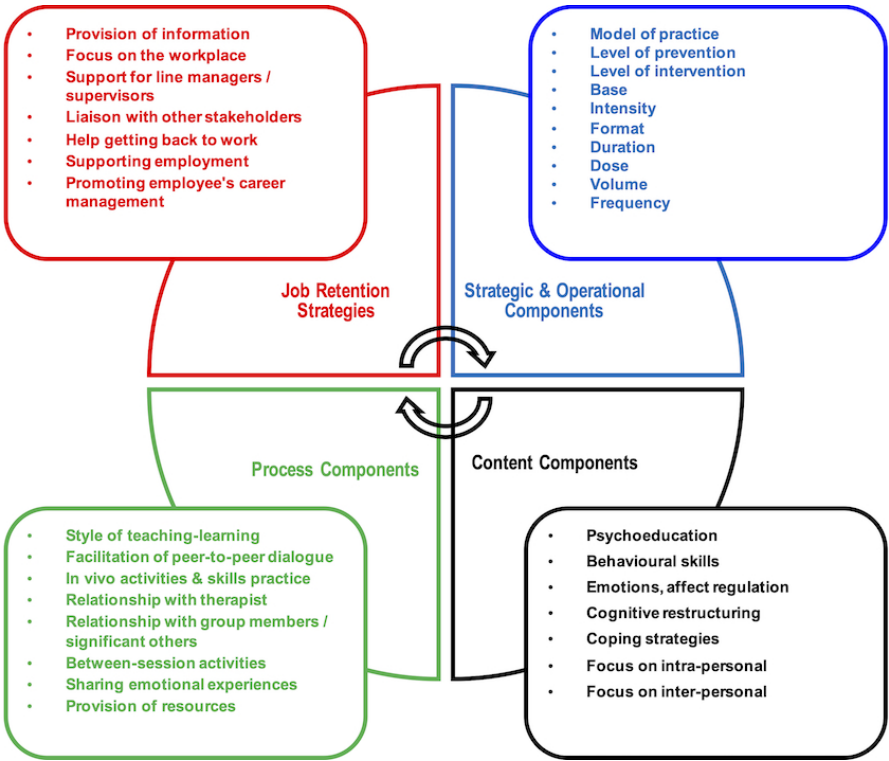 • Provision of information
• Focus on the workplace
• Support for line managers /
supervisors
• Liaison with other stakeholders
• Help getting back to work
• Supporting employment
• Promoting employee's career
management
• Model of practice
• Level of prevention
• Level of intervention
• Base
• Intensity
• Format
• Duration
• Dose
• Volume
• Frequency
Job Retention
Strategies
Strategic & Operational
Components
Process Components
Content Components
• Style of teaching-learning
• Facilitation of peer-to-peer dialogue
• In vivo activities & skills practice
• Relationship with therapist
• Relationship with group members /
significant others
• Between-session activities
• Sharing emotional experiences
• Provision of resources
• Psychoeducation
• Behavioural skills
• Emotions, affect regulation
• Cognitive restructuring
• Coping strategies
• Focus on intra-personal
• Focus on inter-personal